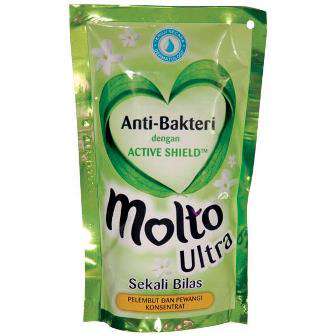 Anti-Bakteri
dengan
ACTIVE SHIELD™
Molto
Ultra
Sekali Bilas
PELEMBUT DAN PEWANGI
KONSENTRAT